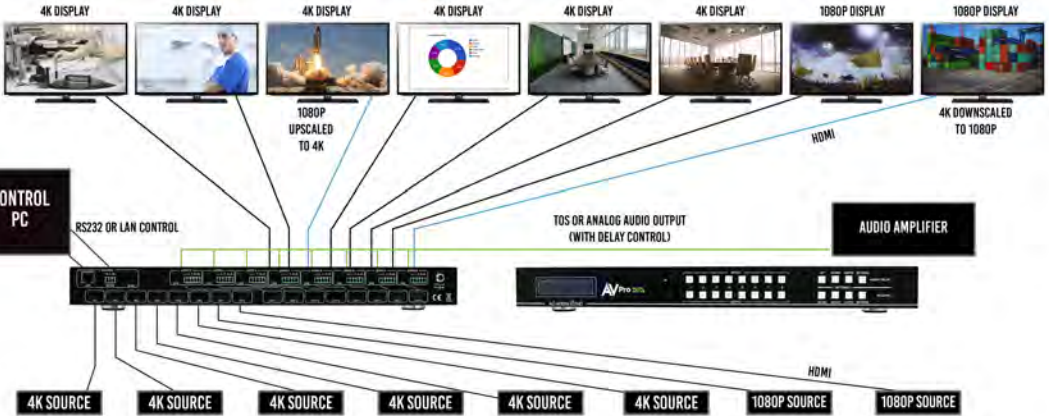 4K DISPLAY
4K DISPLAY
4K DISPLAY
4K DISPLAY
4K DISPLAY
4K DISPLAY
1080P DISPLAY
1080P DISPLAY
1080P
UPSCALED
TO 4K
4K DOWNSCALED
TO 1080P
HDMI
ONTROL
PC
RS232 OR LAN CONTROL
TOS OR ANALOG AUDIO OUTPUT
(WITH DELAY CONTROL)
AUDIO AMPLIFIER
AVPro
HDMI
4K SOURCE
4K SOURCE
4K SOURCE
4K SOURCE
4K SOURCE
4K SOURCE
1080P SOURCE
1080P SOURCE